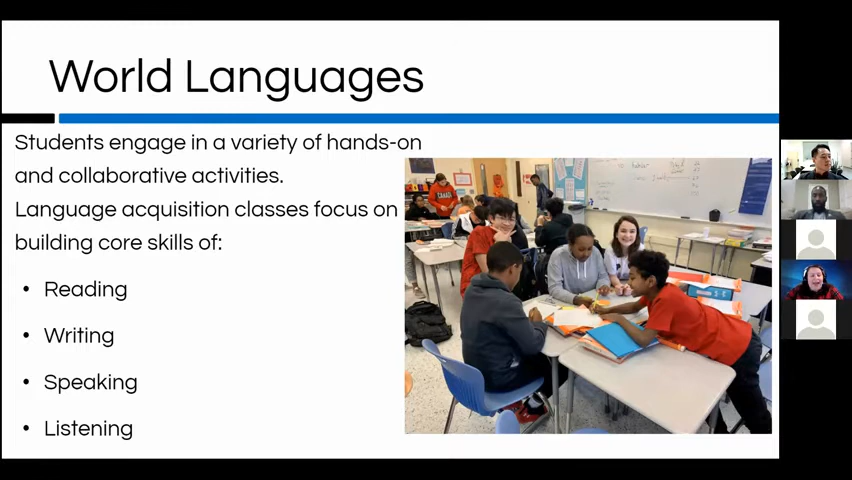 World Languages
Students engage in a variety of hands-on
and collaborative activities.
Language acquisition classes focus on
building core skills of:
• Reading
• Writing
• Speaking
• Listening